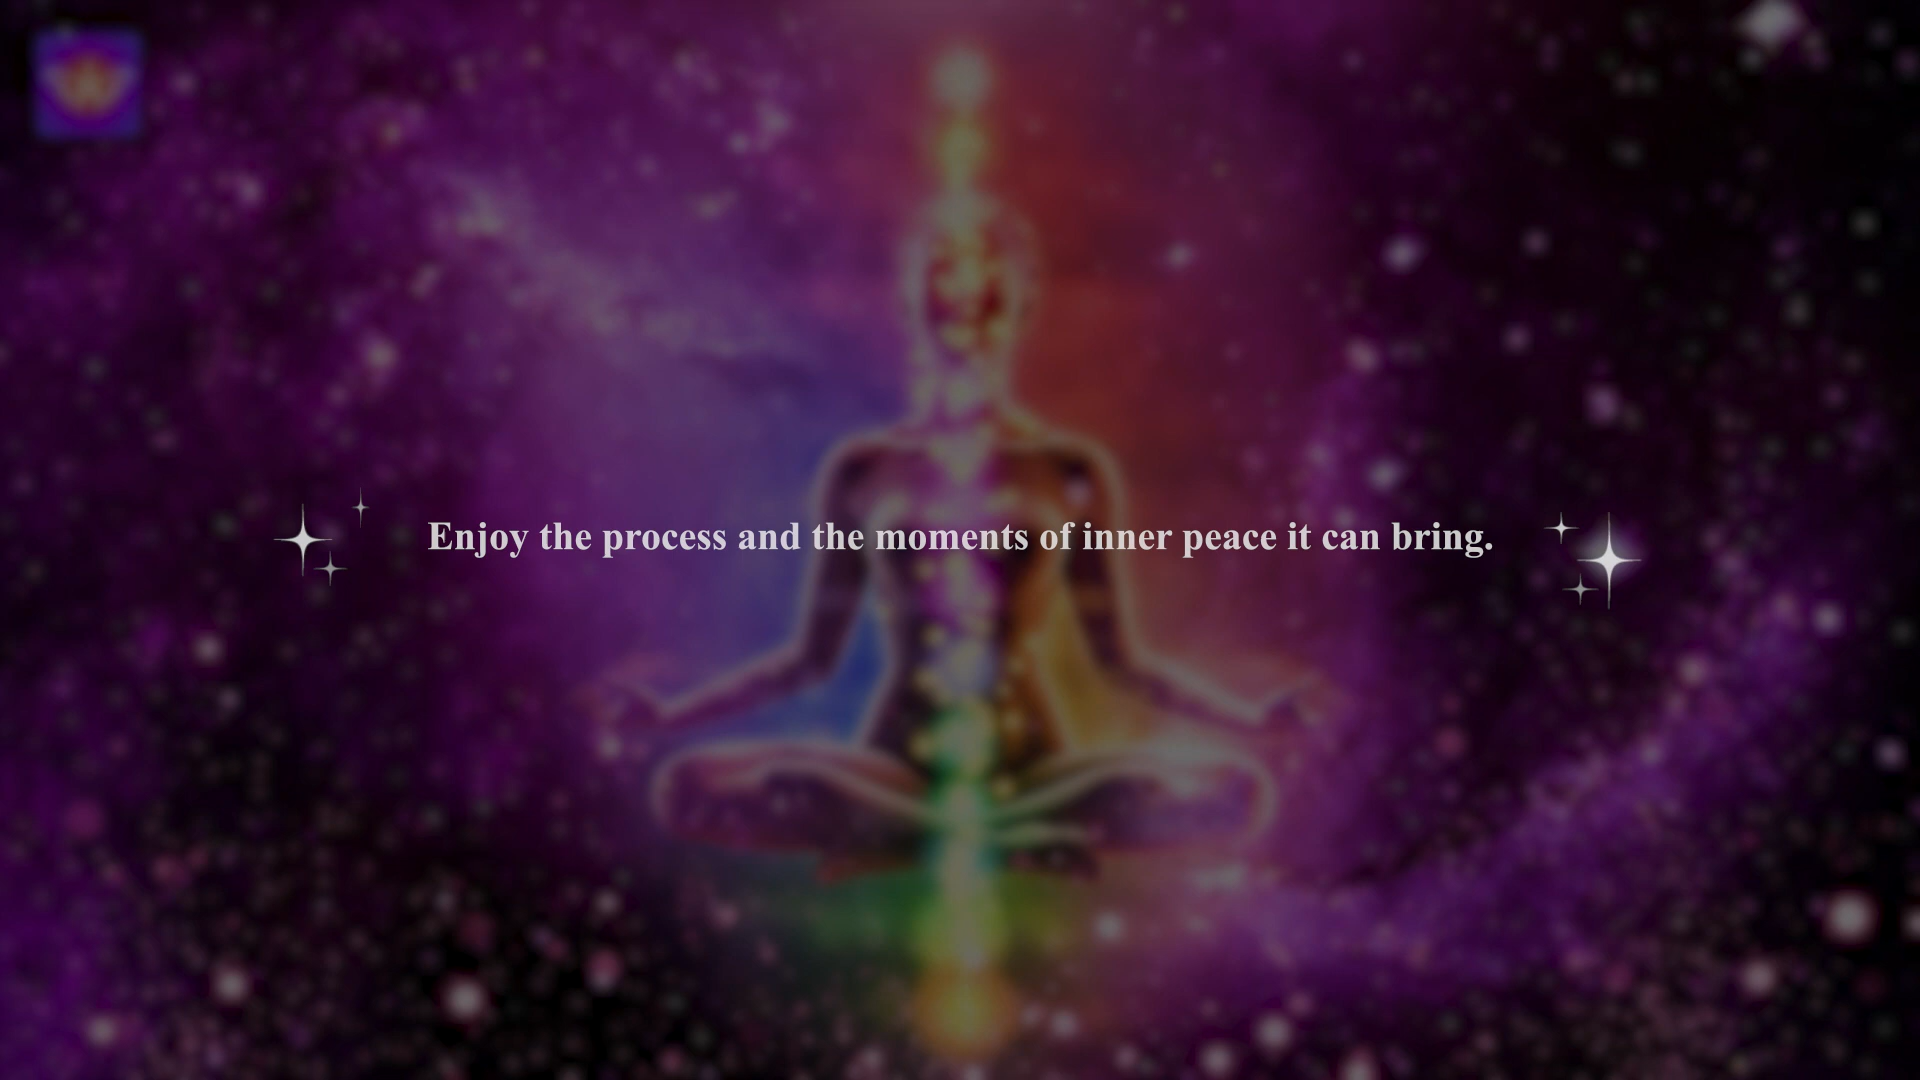 Enjoy the process and the moments of inner peace it can bring.